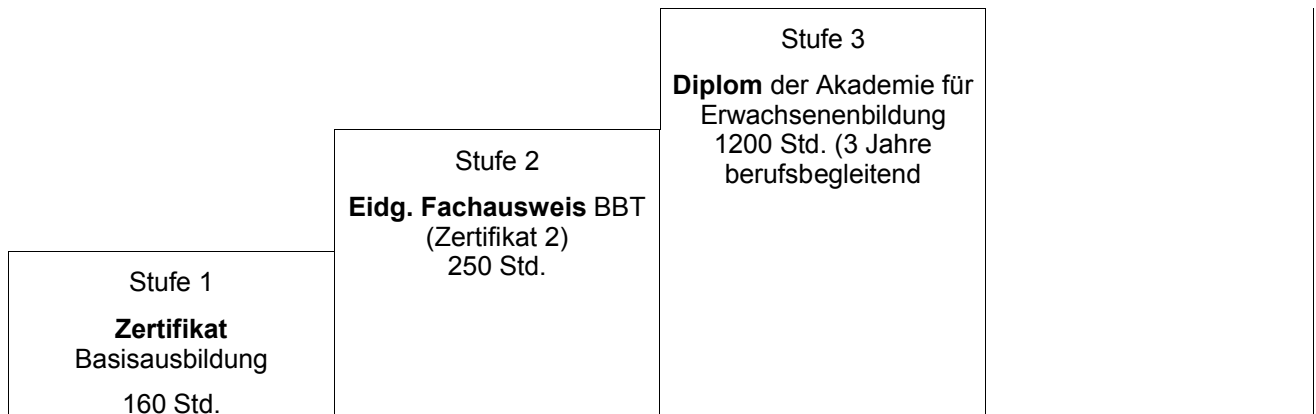 Stufe 3
Diplom der Akademie für
Erwachsenenbildung
1200 Std. (3 Jahre
berufsbegleitend
Stufe 2
Eidg. Fachausweis BBT
(Zertifikat 2)
250 Std.
Stufe 1
Zertifikat
Basisausbildung
160 Std.